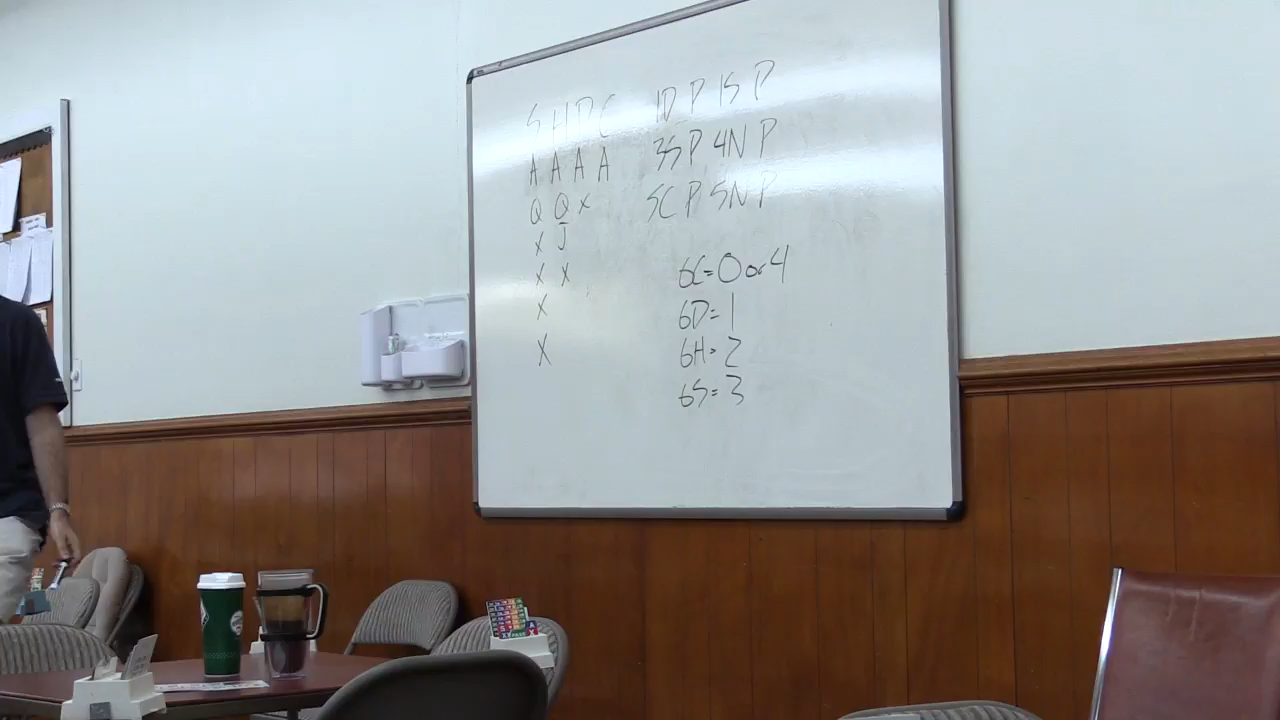 S H D C
A A A A
Q Q X
X J
X X
X
X
1D P 1S P
3S P 4N P
5C P 5N P
6C=0 or 4
6D=1
6H=2
6S=3